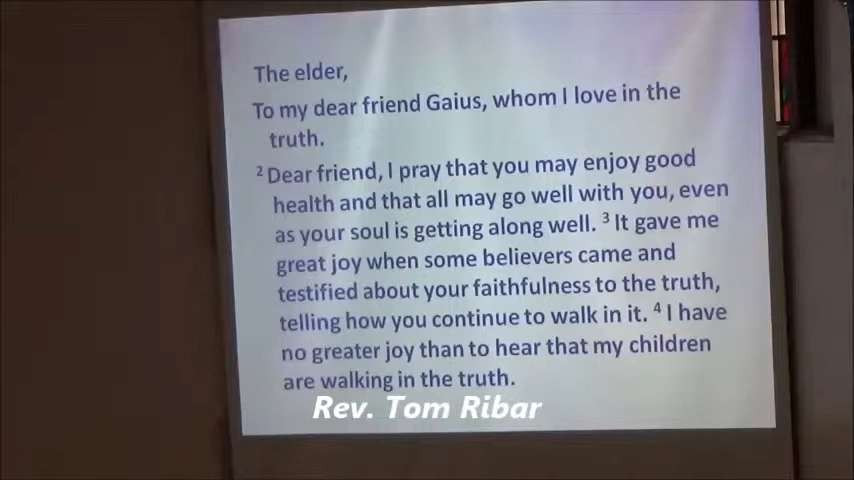 The elder,
To my dear friend Gaius, whom I love in the
truth.
2 Dear friend, I pray that you may enjoy good
health and that all may go well with you, even
as your soul is getting along well. 3 It gave me
great joy when some believers came and
testified about your faithfulness to the truth,
telling how you continue to walk in it. 4 I have
no greater joy than to hear that my children
are walking in the truth.
Rev. Tom Ribar